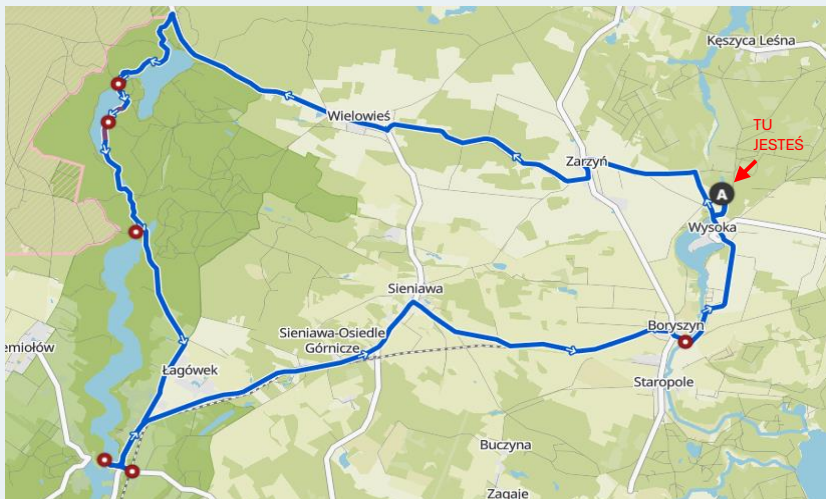 Kęszyca Leśna
TU
JESTEŚ
Wielowieś
Zarzyń
A
Wysoka
Sieniawa
Sieniawa-Osiedle
Górnicze
Boryszyn
emiołów
Łagówek
Staropole
Buczyna
Zagaje